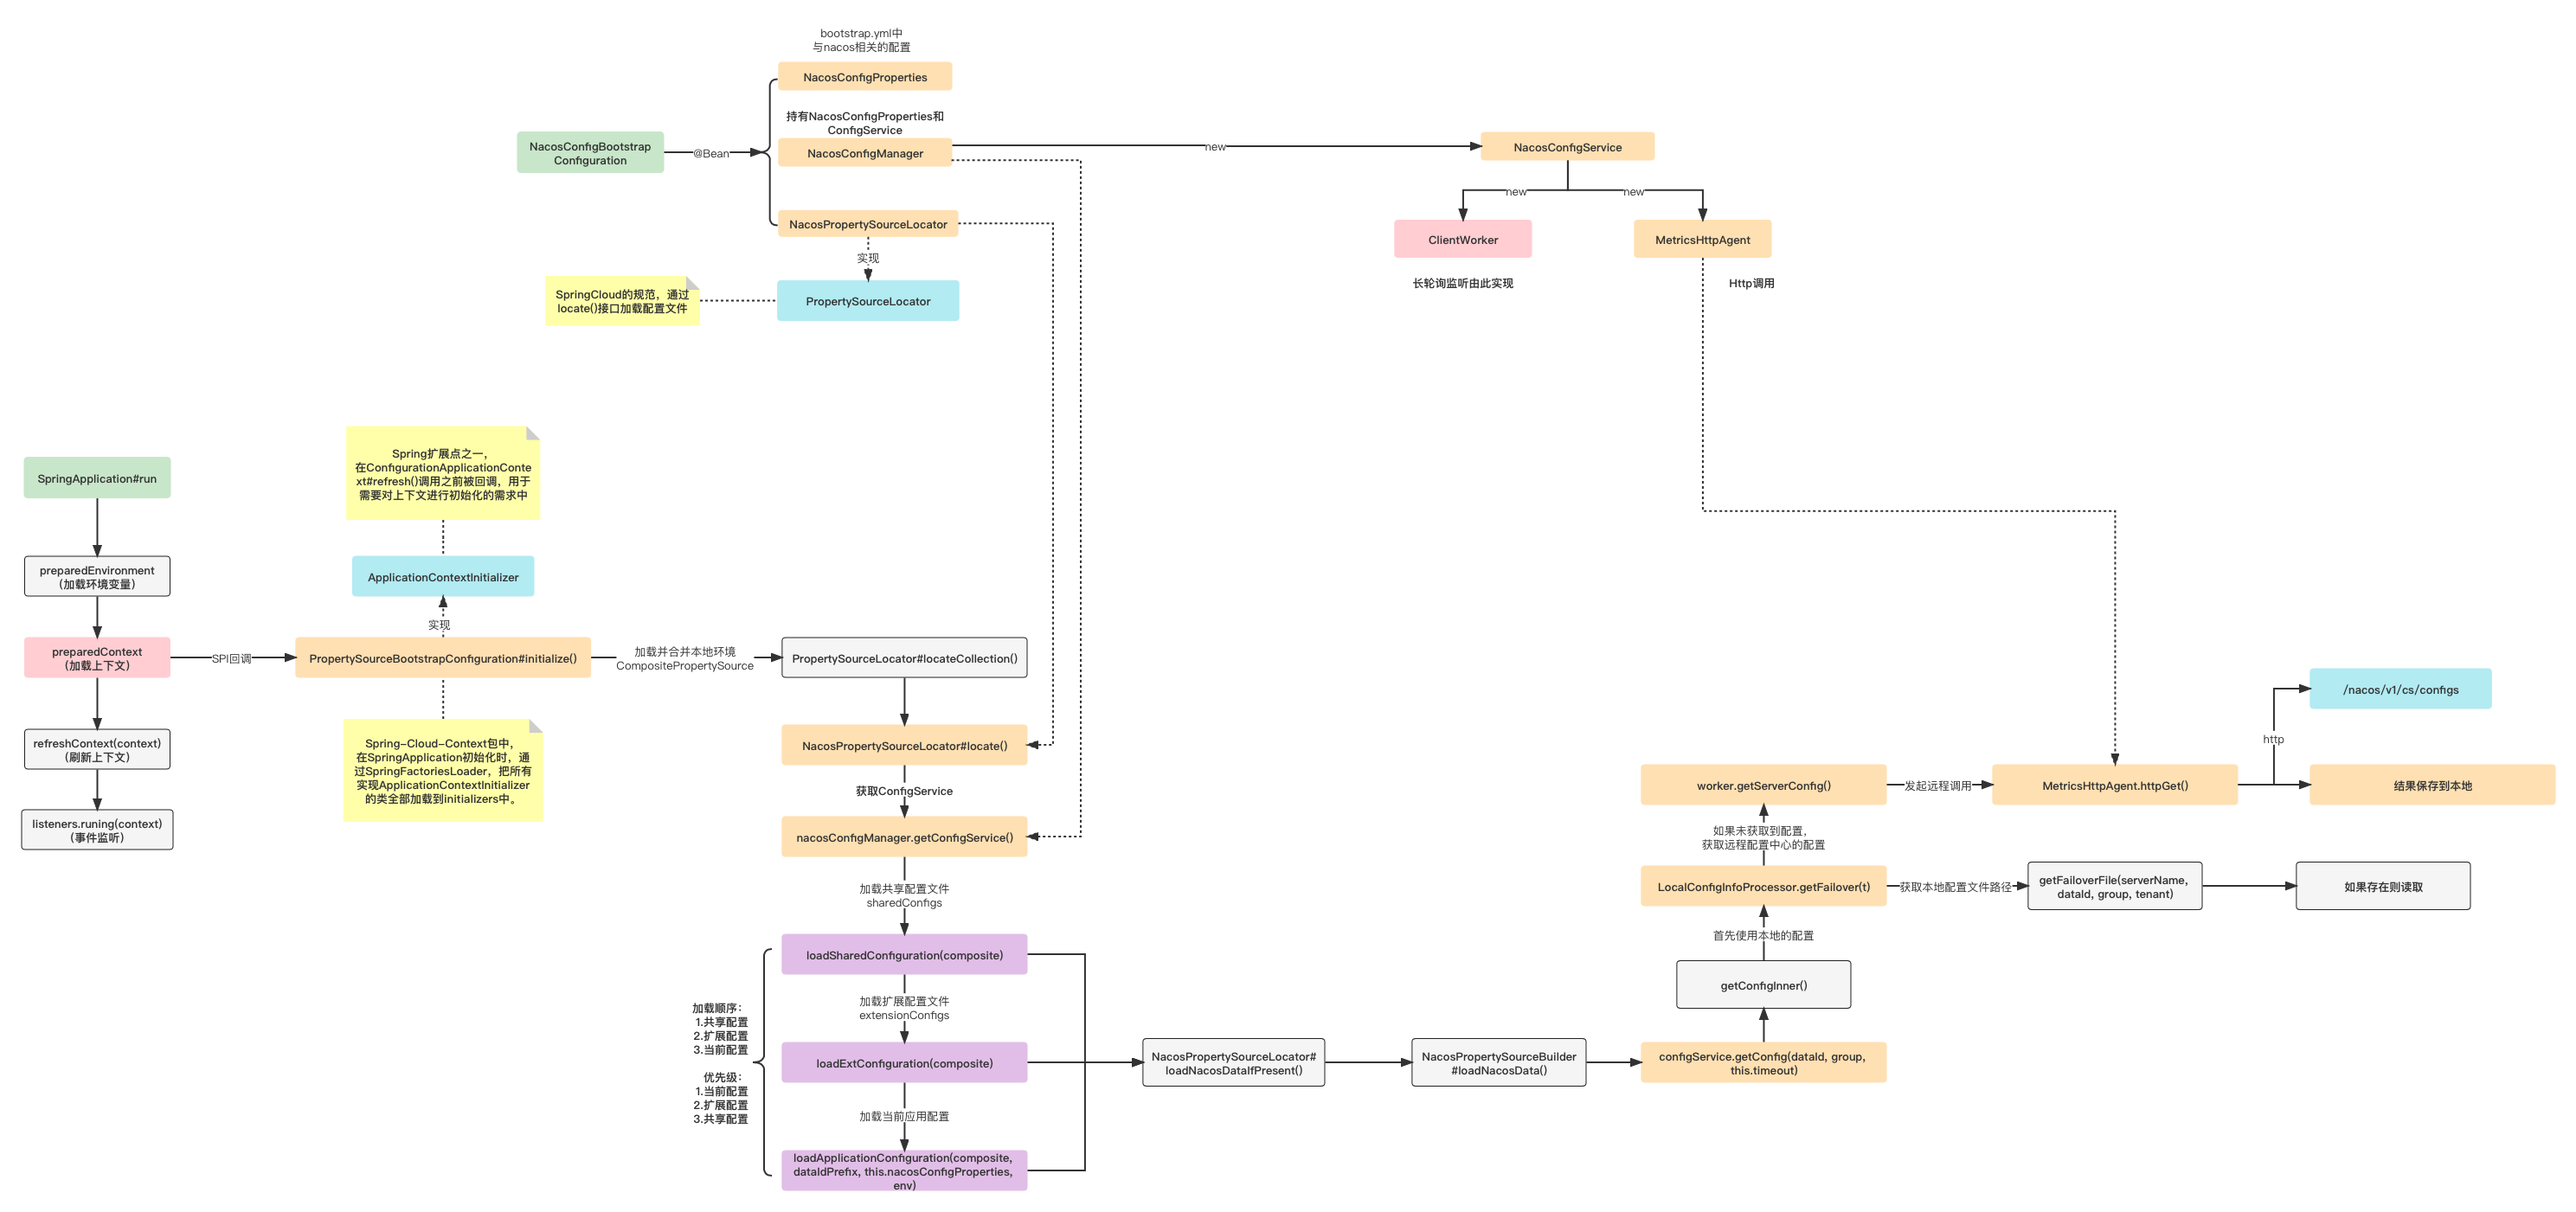 bootstrap.yml中
与nacos相关的配置
NacosConfigProperties
持有NacosConfigProperties和
ConfigService
NacosConfigBootstrap
Configuration
@Bean
NacosConfigManager
new
NacosConfigService
new
new
NacosPropertySourceLocator
ClientWorker
MetricsHttpAgent
实现
长轮询监听由此实现
Http调用
SpringCloud的规范，通过
locate()接口加载配置文件
PropertySourceLocator
Spring扩展点之一，
在ConfigurationApplicationConte
xt#refresh()调用之前被回调，用于
需要对上下文进行初始化的需求中
SpringApplication#run
preparedEnvironment
（加载环境变量）
ApplicationContextInitializer
实现
preparedContext
（加载上下文）
SPI回调
PropertySourceBootstrapConfiguration#initialize()
加载并合并本地环境
CompositePropertySource
PropertySourceLocator#locateCollection()
refreshContext(context)
（刷新上下文）
Spring-Cloud-Context包中，
在SpringApplication初始化时，通
过SpringFactoriesLoader，把所有
实现ApplicationContextInitializer
的类全部加载到initializers中。
listeners.runing(context)
（事件监听）
NacosPropertySourceLocator#locate()
获取ConfigService
nacosConfigManager.getConfigService()
加载共享配置文件
sharedConfigs
loadSharedConfiguration(composite)
加载扩展配置文件
extensionConfigs
加载顺序：
1.共享配置
2.扩展配置
3.当前配置
优先级：
1.当前配置
2.扩展配置
3.共享配置
loadExtConfiguration(composite)
加载当前应用配置
loadApplicationConfiguration(composite,
dataIdPrefix, this.nacosConfigProperties,
env)
NacosPropertySourceLocator#
loadNacosDataIfPresent()
NacosPropertySourceBuilder
#loadNacosData()
configService.getConfig(dataId, group,
this.timeout)
getConfigInner()
首先使用本地的配置
LocalConfigInfoProcessor.getFailover(t)
获取本地配置文件路径
getFailoverFile(serverName,
dataId, group, tenant)
如果存在则读取
如果未获取到配置，
获取远程配置中心的配置
worker.getServerConfig()
发起远程调用
MetricsHttpAgent.httpGet()
http
/nacos/v1/cs/configs
结果保存到本地